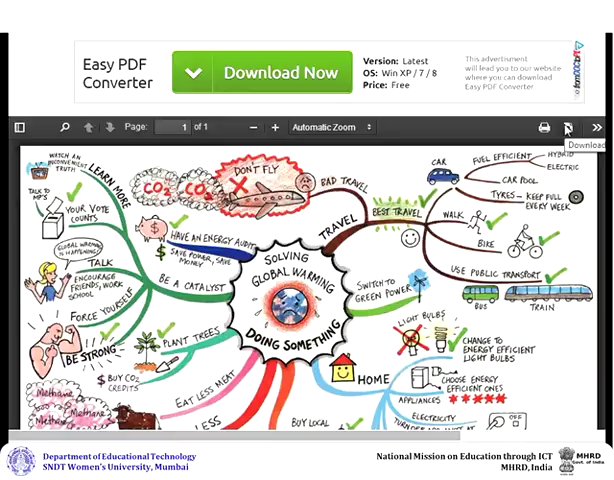 Easy PDF
Converter
Download Now
Version: Latest
OS: Win XP / 7 / 8
Price: Free
This advertisment
will lead you to our website
where you can download
Easy PDF Converter
Page: 1 of 1
Automatic Zoom
Download
WATCH AN
INCONVENIENT
TRUTH
LEARN MORE
TALK TO
MP'S
YOUR VOTE
COUNTS
GLOBAL WARMING
IS HAPPENING!
TALK
ENCOURAGE
FRIENDS, WORK
SCHOOL
FORCE YOURSELF
BE STRONG
BE A CATALYST
CO2
CO2
DON'T FLY
BAD TRAVEL
$ HAVE AN ENERGY AUDIT
$ SAVE POWER, SAVE
MONEY
TRAVEL
BEST TRAVEL
CAR
FUEL EFFICIENT
HYBRID
ELECTRIC
CAR POOL
TYRES – KEEP FULL
EVERY WEEK
WALK
BIKE
USE PUBLIC TRANSPORT
BUS
TRAIN
SOLVING
GLOBAL WARMING
DOING SOMETHING
SWITCH TO
GREEN POWER
PLANT TREES
$ BUY CO2
CREDITS
EAT LESS MEAT
Methane
Methane
Methane
LESS
BUY LOCAL
HOME
LIGHT BULBS
CHANGE TO
ENERGY EFFICIENT
LIGHT BULBS
CHOOSE ENERGY
EFFICIENT ONES
APPLIANCES
ELECTRICITY
OFF
Department of Educational Technology
SNDT Women's University, Mumbai
National Mission on Education through ICT
MHRD, India
MHRD
Govt. of India